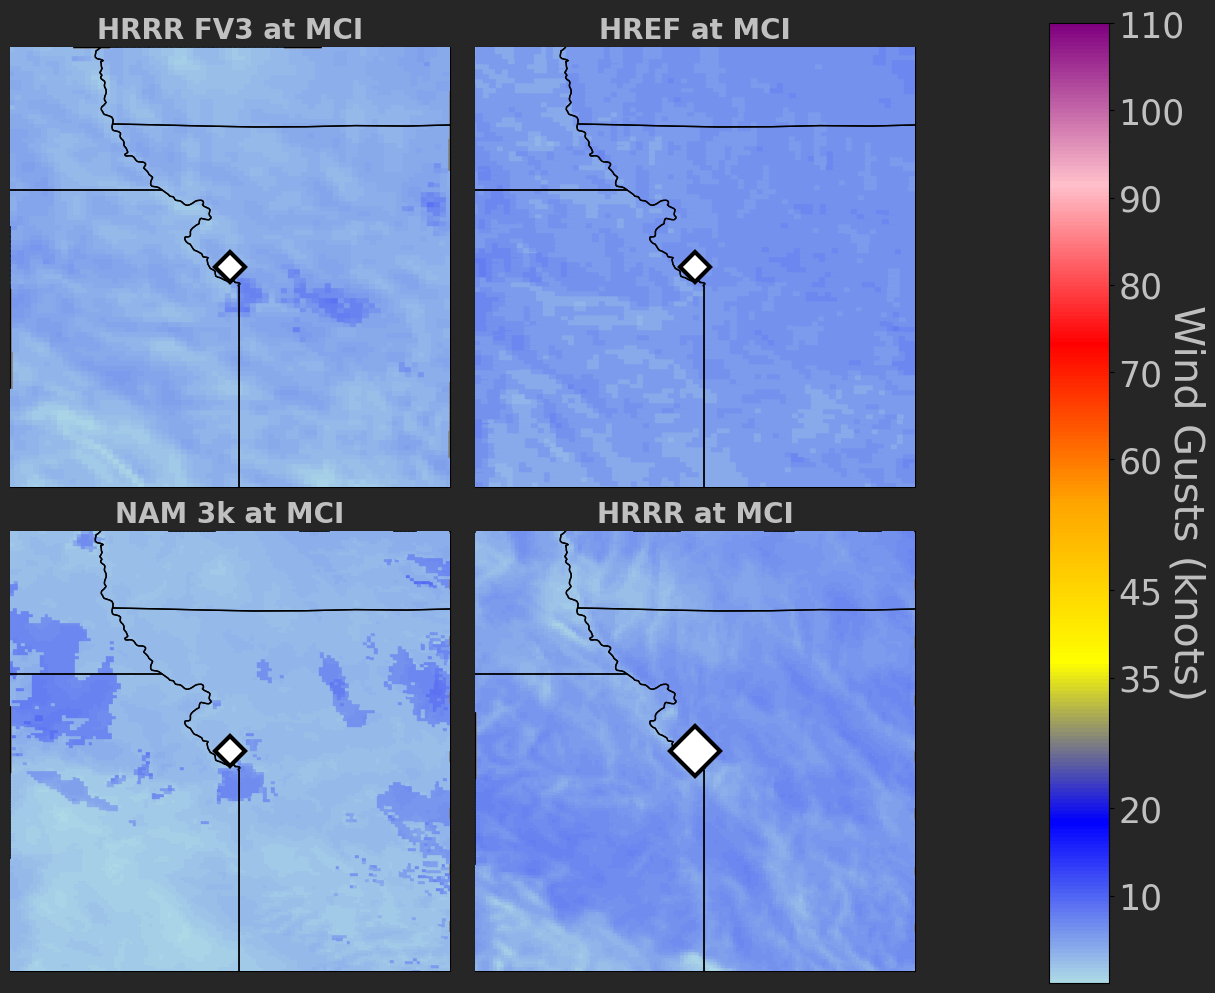 HRRR FV3 at MCI
HREF at MCI
NAM 3k at MCI
HRRR at MCI
110
100
90
80
70
60
45
35
20
10
Wind Gusts (knots)